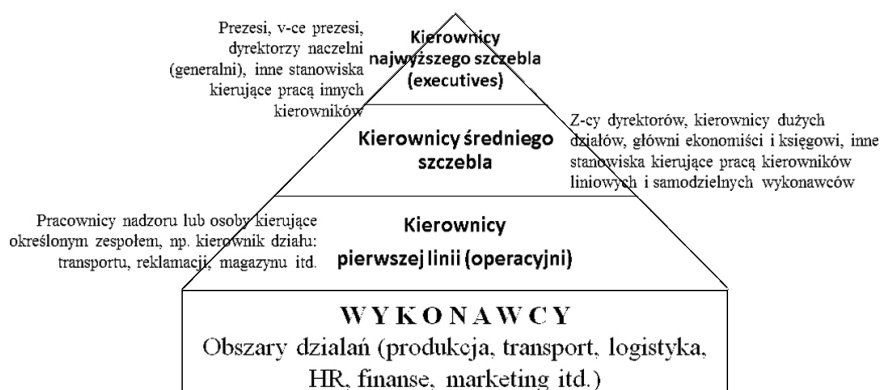 Prezesi, v-ce prezesi,
dyrektorzy naczelni
(generalni), inne stanowiska
kierujące pracą innych
kierowników
Kierownicy
najwyższego szczebla
(executives)
Kierownicy średniego
szczebla
Z-cy dyrektorów, kierownicy dużych
działów, główni ekonomiści i księgowi, inne
stanowiska kierujące pracą kierowników
liniowych i samodzielnych wykonawców
Pracownicy nadzoru lub osoby kierujące
określonym zespołem, np. kierownik działu:
transportu, reklamacji, magazynu itd.
Kierownicy
pierwszej linii (operacyjni)
WYKONAWCY
Obszary działań (produkcja, transport, logistyka,
HR, finanse, marketing itd.)